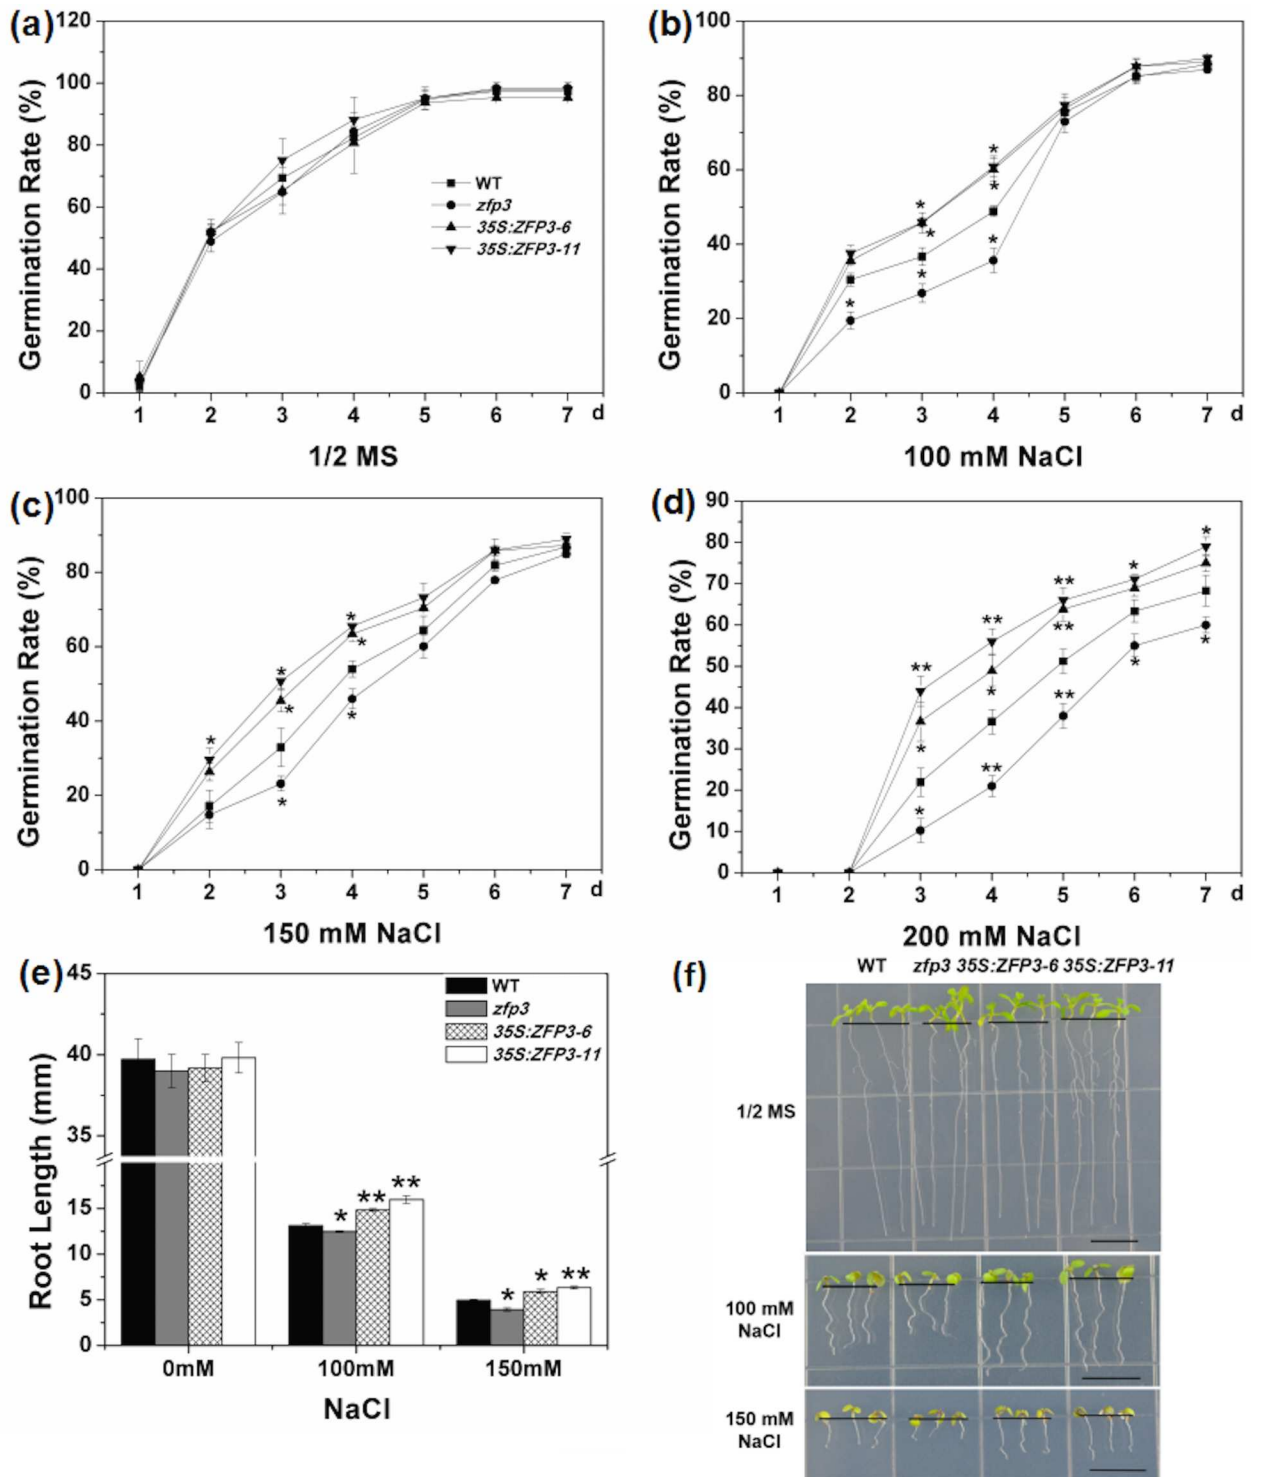 (a)
120
100
80
60
40
20
0
Germination Rate (%)
WT
zfp3
35S:ZFP3-6
35S:ZFP3-11
1 2 3 4 5 6 7 d
1/2 MS
(b)
100
80
60
40
20
0
Germination Rate (%)
*
*
*
*
*
*
*
*
1 2 3 4 5 6 7 d
100 mM NaCl
(c)
100
80
60
40
20
0
Germination Rate (%)
*
*
*
*
*
*
*
1 2 3 4 5 6 7 d
150 mM NaCl
(d)
90
80
70
60
50
40
30
20
10
0
Germination Rate (%)
**
*
*
**
*
**
**
**
**
*
*
*
*
1 2 3 4 5 6 7 d
200 mM NaCl
(e)
45
40
35
15
10
5
0
Root Length (mm)
WT
zfp3
35S:ZFP3-6
35S:ZFP3-11
* ** **
* * **
0mM 100mM 150mM
NaCl
(f)
WT zfp3 35S:ZFP3-6 35S:ZFP3-11
1/2 MS
100 mM
NaCl
150 mM
NaCl